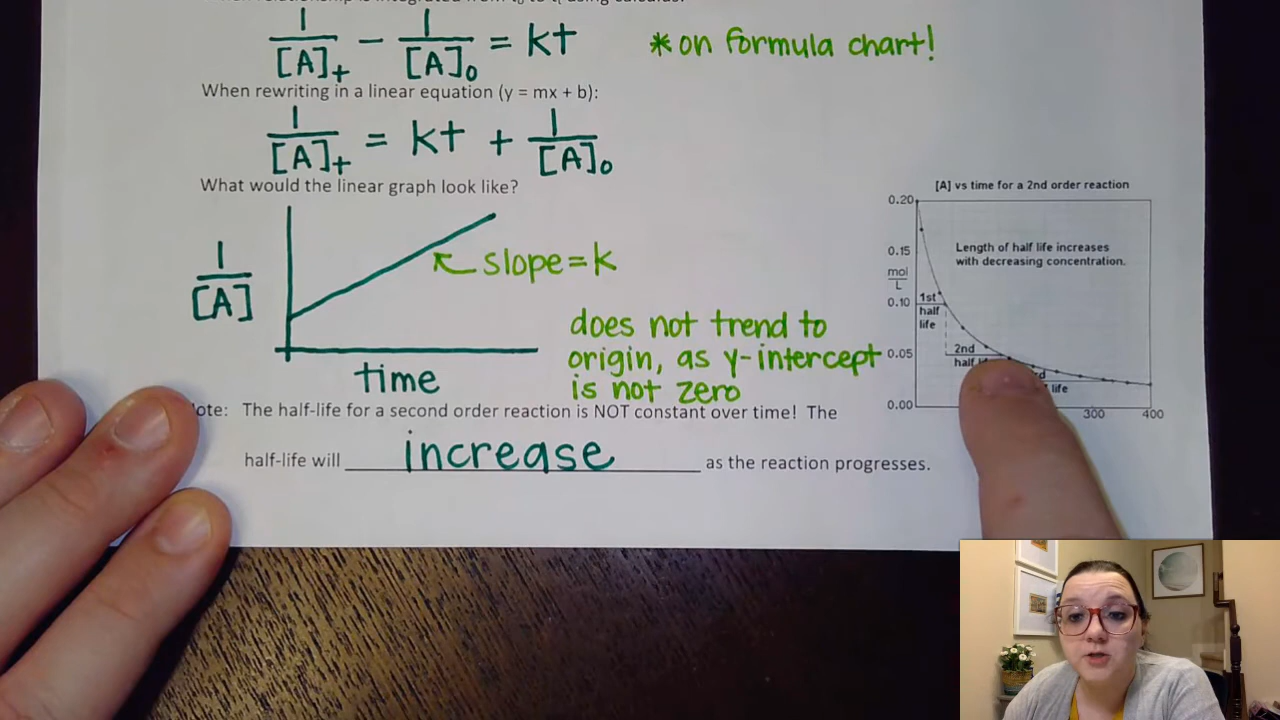 1/[A]t − 1/[A]0 = kt
*on formula chart!
When rewriting in a linear equation (y = mx + b):
1/[A]t = kt + 1/[A]0
What would the linear graph look like?
1/[A]
slope = k
time
does not trend to
origin, as y-intercept
is not zero
[A] vs time for a 2nd order reaction
0.20
Length of half life increases
with decreasing concentration.
0.15
mol
L
0.10
1st
half
life
0.05
2nd
half
life
0.00
300 400
The half-life for a second order reaction is NOT constant over time! The
half-life will increase as the reaction progresses.